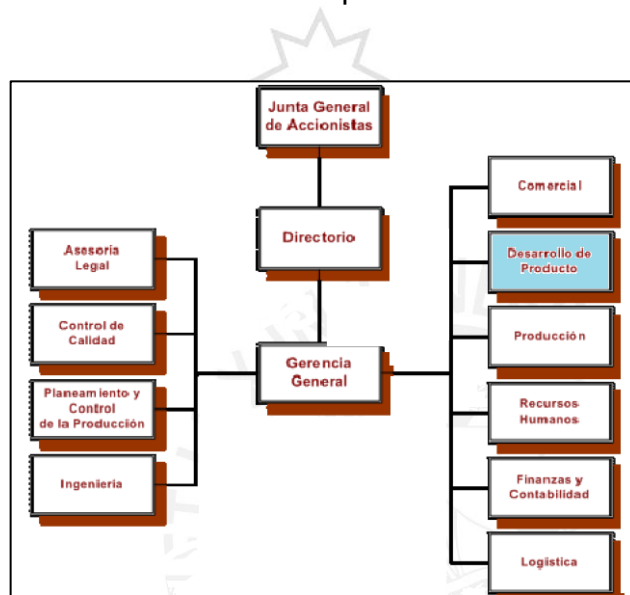 Junta General
de Accionistas
Directorio
Gerencia
General
Asesoría
Legal
Control de
Calidad
Planeamiento y
Control
de la Producción
Ingeniería
Comercial
Desarrollo de
Producto
Producción
Recursos
Humanos
Finanzas y
Contabilidad
Logística